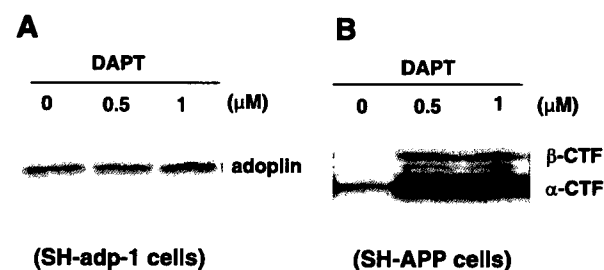 A
DAPT
0 0.5 1 (μM)
adoplin
(SH-adp-1 cells)
B
DAPT
0 0.5 1 (μM)
β-CTF
α-CTF
(SH-APP cells)